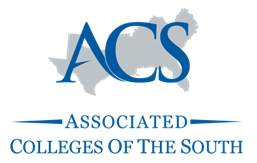 ACS
ASSOCIATED
COLLEGES OF THE SOUTH